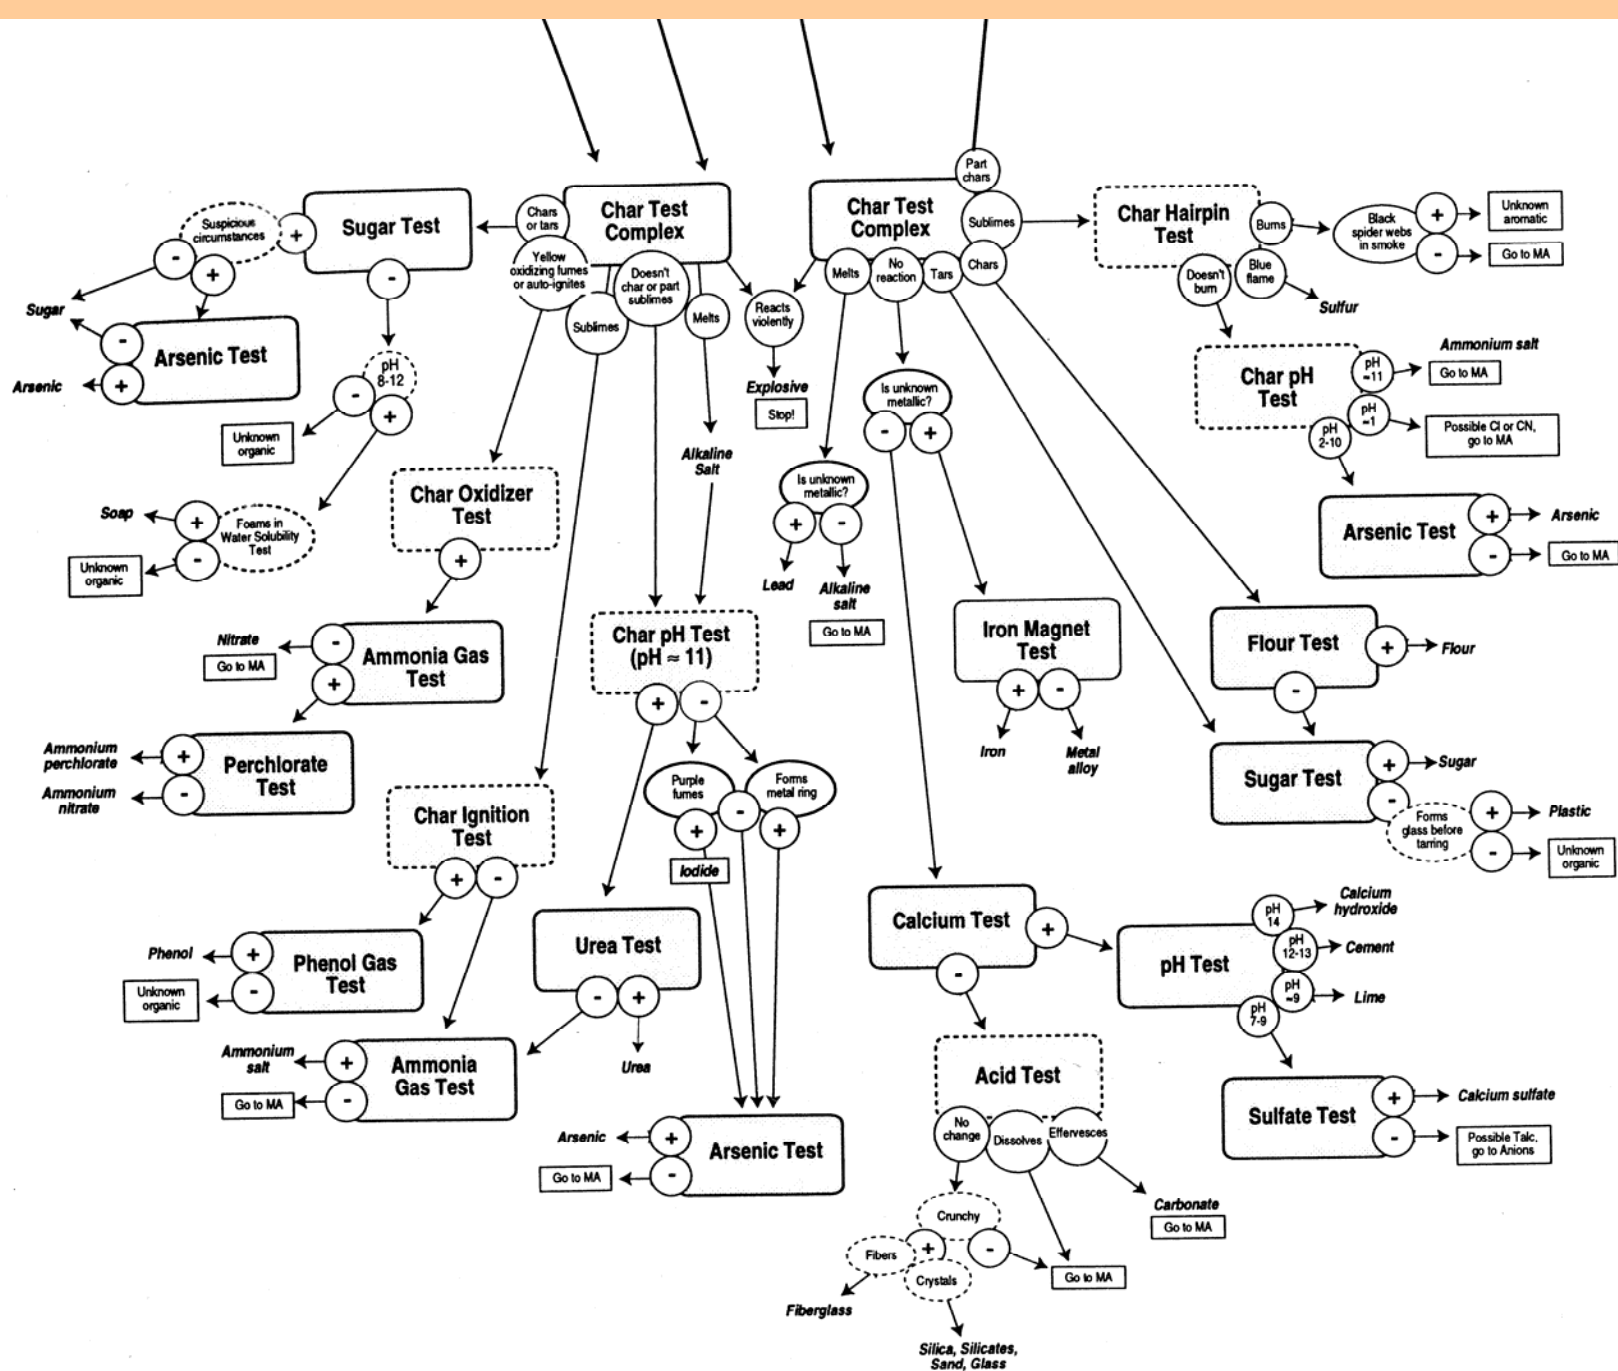 Part
chars
Chars
or tars
Char Test
Complex
Char Test
Complex
Sublimes
Char Hairpin
Test
Burns
Black
spider webs
in smoke
+
Unknown
aromatic
-
Go to MA
Suspicious
circumstances
+
Sugar Test
-
+
-
Yellow
oxidizing fumes
or auto-ignites
Doesn't
char or part
sublimes
Sublimes
Melts
Reacts
violently
Melts
No
reaction
Tars
Chars
Doesn't
burn
Blue
flame
Sulfur
Sugar
-
Arsenic Test
Arsenic
+
pH
8-12
-
+
Unknown
organic
Explosive
Stop!
Is unknown
metallic?
-
+
Char pH
Test
pH
≈11
Ammonium salt
Go to MA
pH
≈1
Possible Cl or CN,
go to MA
pH
2-10
Alkaline
Salt
Is unknown
metallic?
+
-
Lead
Alkaline
salt
Go to MA
Arsenic Test
+
Arsenic
-
Go to MA
Soap
+
Foams in
Water Solubility
Test
-
Unknown
organic
Char Oxidizer
Test
+
Nitrate
Go to MA
-
Ammonia Gas
Test
+
Char pH Test
(pH ≈ 11)
+
-
Iron Magnet
Test
+
-
Iron
Metal
alloy
Flour Test
+
Flour
-
Ammonium
perchlorate
+
Perchlorate
Test
Ammonium
nitrate
-
Purple
fumes
Forms
metal ring
+
-
+
Iodide
Sugar Test
+
Sugar
-
Forms
glass before
tarring
+
Plastic
-
Unknown
organic
Char Ignition
Test
+
-
Phenol
+
Phenol Gas
Test
Unknown
organic
-
Urea Test
-
+
Urea
Calcium Test
+
-
pH Test
pH
14
Calcium
hydroxide
pH
12-13
Cement
pH
≈9
Lime
pH
7-9
Ammonium
salt
+
Ammonia
Gas Test
Go to MA
-
Acid Test
No
change
Dissolves
Effervesces
Sulfate Test
+
Calcium sulfate
-
Possible Talc,
go to Anions
Arsenic
+
Arsenic Test
Go to MA
-
Carbonate
Go to MA
Crunchy
+
-
Fibers
Crystals
Go to MA
Fiberglass
Silica, Silicates,
Sand, Glass